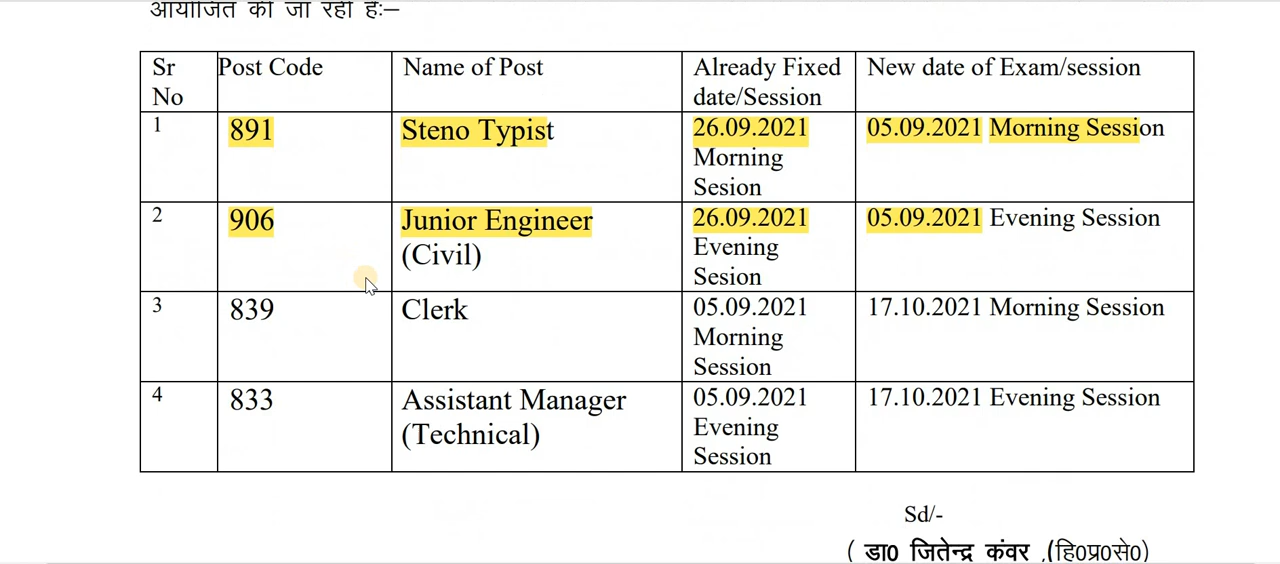 आयोजित की जा रही हैः–
Sr No Post Code Name of Post Already Fixed date/Session New date of Exam/session
1 891 Steno Typist 26.09.2021 Morning Sesion 05.09.2021 Morning Session
2 906 Junior Engineer (Civil) 26.09.2021 Evening Sesion 05.09.2021 Evening Session
3 839 Clerk 05.09.2021 Morning Session 17.10.2021 Morning Session
4 833 Assistant Manager (Technical) 05.09.2021 Evening Session 17.10.2021 Evening Session
Sd/-
( डा0 जितेन्द्र कंवर ,(हि0प्र0से0)